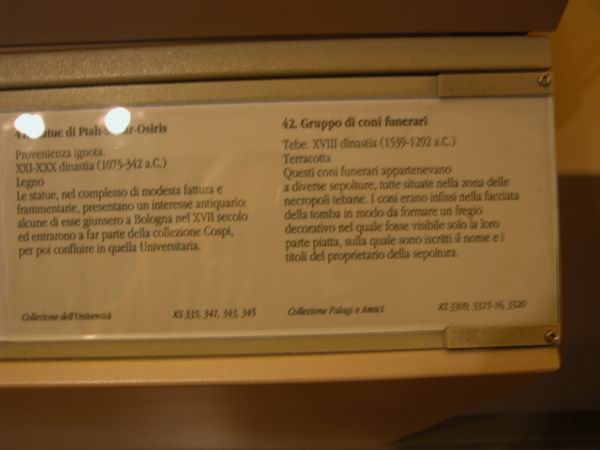 statue di Ptah-Sokar-Osiris
Provenienza ignota.
XXI-XXX dinastia (1075-342 a.C.)
Legno
Le statue, nel complesso di modesta fattura e
frammentarie, presentano un interesse antiquario:
alcune di esse giunsero a Bologna nel XVII secolo
ed entrarono a far parte della collezione Cospi,
per poi confluire in quella Universitaria.
Collezione dell'Università
KS 335, 341, 343, 345
42. Gruppo di coni funerari
Tebe. XVIII dinastia (1539-1292 a.C.)
Terracotta
Questi coni funerari appartenevano
a diverse sepolture, tutte situate nella zona delle
necropoli tebane. I coni erano infissi nella facciata
della tomba in modo da formare un fregio
decorativo nel quale fosse visibile solo la loro
parte piatta, sulla quale sono iscritti il nome e i
titoli del proprietario della sepoltura.
Collezione Palagi e Amici
KS 3309, 3315-16, 3320